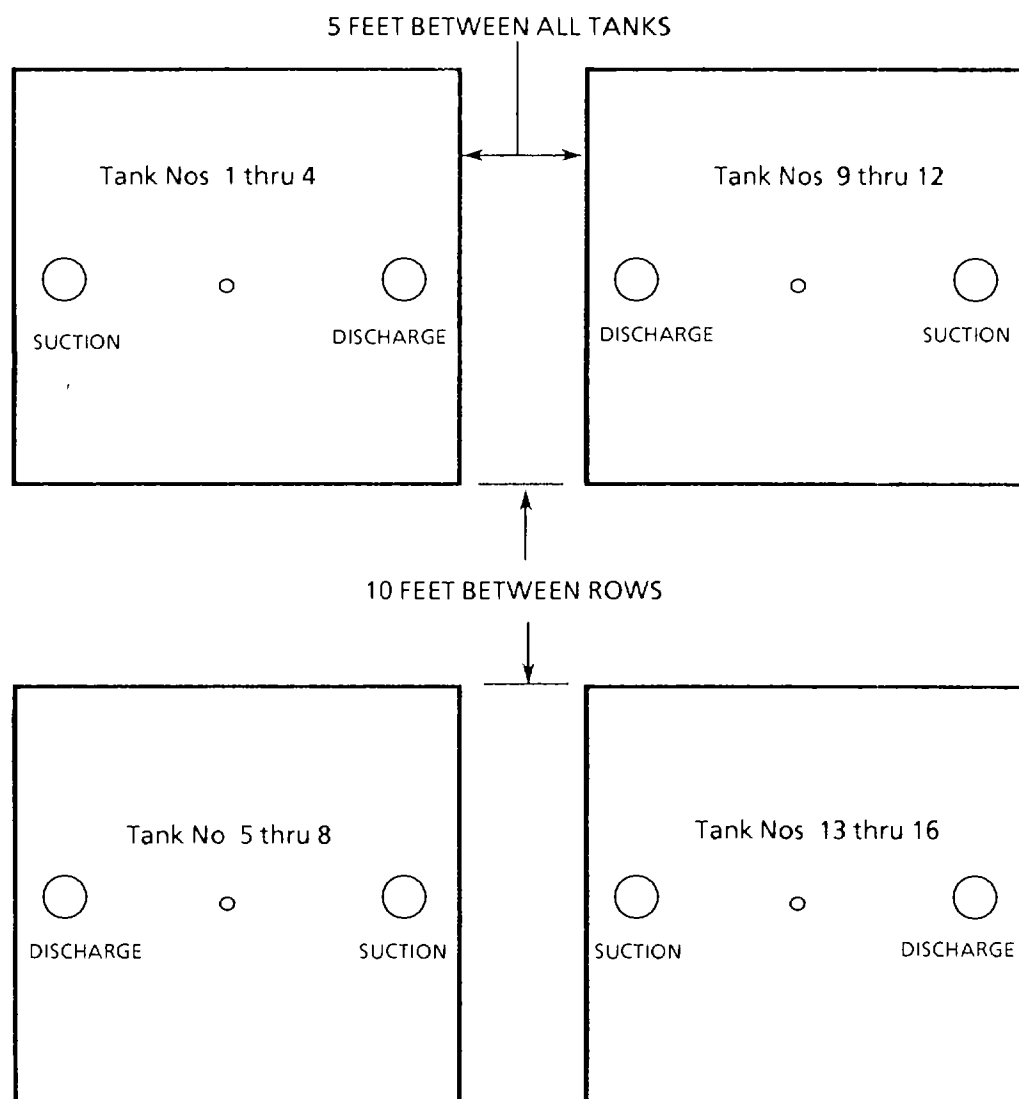 5 FEET BETWEEN ALL TANKS
Tank Nos 1 thru 4
SUCTION
DISCHARGE
Tank Nos 9 thru 12
DISCHARGE
SUCTION
10 FEET BETWEEN ROWS
Tank No 5 thru 8
DISCHARGE
SUCTION
Tank Nos 13 thru 16
SUCTION
DISCHARGE